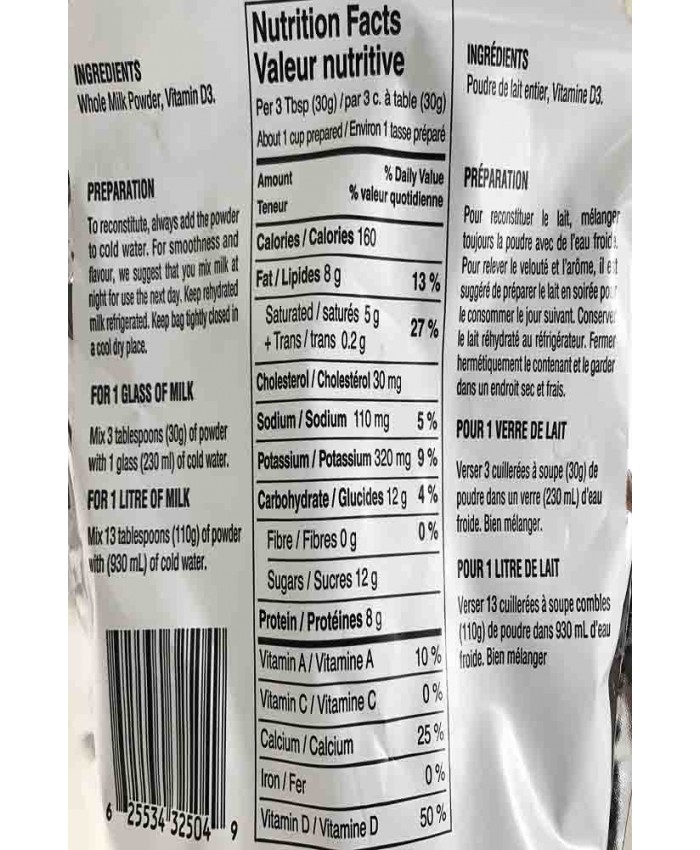 INGREDIENTS
Whole Milk Powder, Vitamin D3.
PREPARATION
To reconstitute, always add the powder
to cold water. For smoothness and
flavour, we suggest that you mix milk at
night for use the next day. Keep rehydrated
milk refrigerated. Keep bag tightly closed in
a cool dry place.
FOR 1 GLASS OF MILK
Mix 3 tablespoons (30g) of powder
with 1 glass (230 ml) of cold water.
FOR 1 LITRE OF MILK
Mix 13 tablespoons (110g) of powder
with (930 mL) of cold water.
6 25534 32504 9
Nutrition Facts
Valeur nutritive
Per 3 Tbsp (30g) / par 3 c. à table (30g)
About 1 cup prepared / Environ 1 tasse préparé
Amount % Daily Value
Teneur % valeur quotidienne
Calories / Calories 160
Fat / Lipides 8 g 13 %
Saturated / saturés 5 g
+ Trans / trans 0.2 g 27 %
Cholesterol / Cholestérol 30 mg
Sodium / Sodium 110 mg 5 %
Potassium / Potassium 320 mg 9 %
Carbohydrate / Glucides 12 g 4 %
Fibre / Fibres 0 g 0 %
Sugars / Sucres 12 g
Protein / Protéines 8 g
Vitamin A / Vitamine A 10 %
Vitamin C / Vitamine C 0 %
Calcium / Calcium 25 %
Iron / Fer 0 %
Vitamin D / Vitamine D 50 %
INGRÉDIENTS
Poudre de lait entier, Vitamine D3.
PRÉPARATION
Pour reconstituer le lait, mélanger
toujours la poudre avec de l'eau froide.
Pour relever le velouté et l'arôme, il est
suggéré de préparer le lait en soirée pour
le consommer le jour suivant. Conserver
le lait réhydraté au réfrigérateur. Fermer
hermétiquement le contenant et le garder
dans un endroit sec et frais.
POUR 1 VERRE DE LAIT
Verser 3 cuillerées à soupe (30g) de
poudre dans un verre (230 mL) d'eau
froide. Bien mélanger.
POUR 1 LITRE DE LAIT
Verser 13 cuillerées à soupe combles
(110g) de poudre dans 930 mL d'eau
froide. Bien mélanger